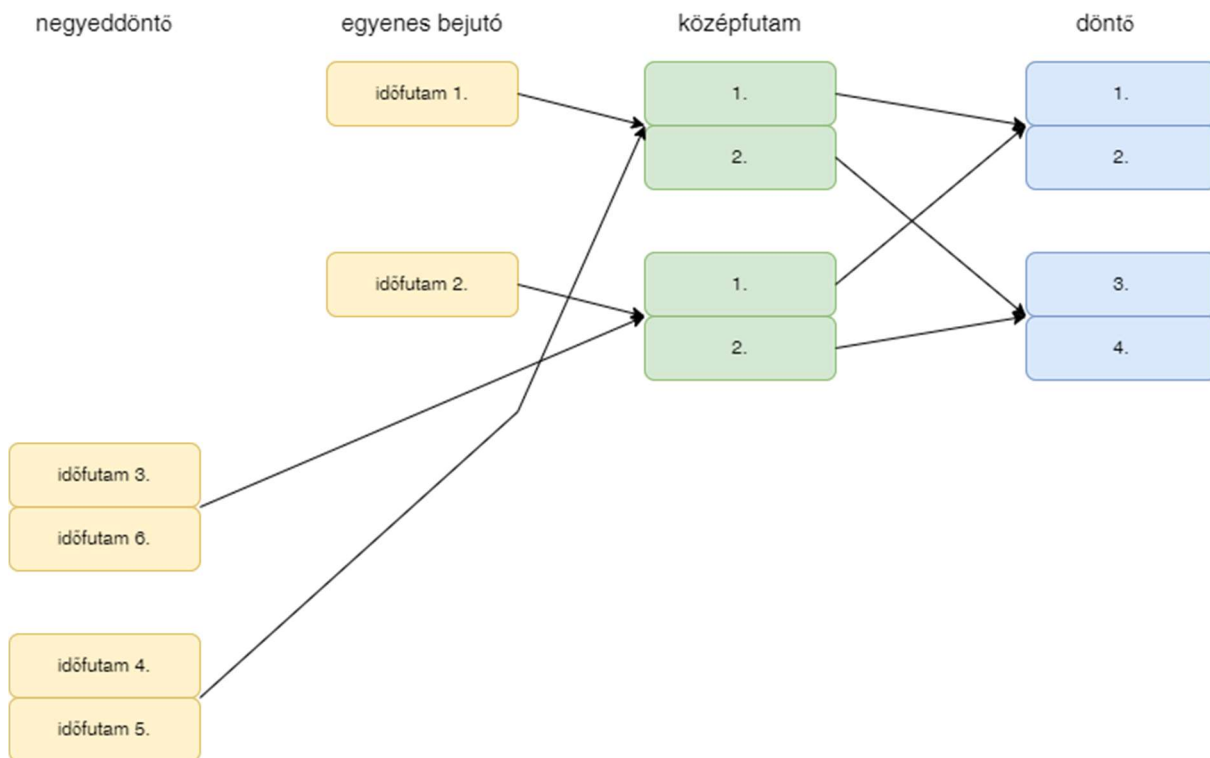 negyeddöntő
egyenes bejutó
középfutam
döntő
időfutam 1.
1.
1.
2.
2.
időfutam 2.
1.
3.
2.
4.
időfutam 3.
időfutam 6.
időfutam 4.
időfutam 5.